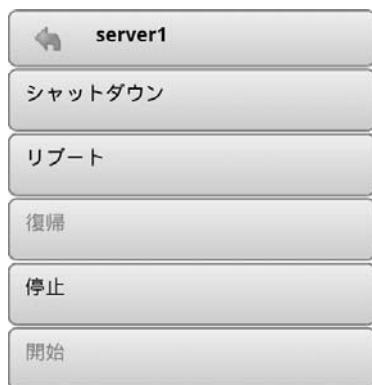 server1
シャットダウン
リブート
復帰
停止
開始